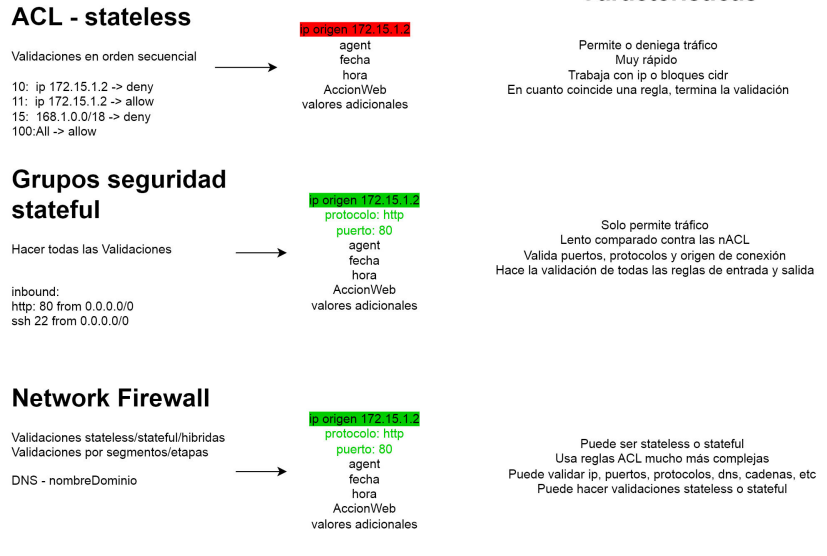 ACL - stateless
Validaciones en orden secuencial
10: ip 172.15.1.2 -> deny
11: ip 172.15.1.2 -> allow
15: 168.1.0.0/18 -> deny
100:All -> allow
ip origen 172.15.1.2
agent
fecha
hora
AccionWeb
valores adicionales
Permite o deniega tráfico
Muy rápido
Trabaja con ip o bloques cidr
En cuanto coincide una regla, termina la validación
Grupos seguridad
stateful
Hacer todas las Validaciones
inbound:
http: 80 from 0.0.0.0/0
ssh 22 from 0.0.0.0/0
ip origen 172.15.1.2
protocolo: http
puerto: 80
agent
fecha
hora
AccionWeb
valores adicionales
Solo permite tráfico
Lento comparado contra las nACL
Valida puertos, protocolos y origen de conexión
Hace la validación de todas las reglas de entrada y salida
Network Firewall
Validaciones stateless/stateful/hibridas
Validaciones por segmentos/etapas
DNS - nombreDominio
ip origen 172.15.1.2
protocolo: http
puerto: 80
agent
fecha
hora
AccionWeb
valores adicionales
Puede ser stateless o stateful
Usa reglas ACL mucho más complejas
Puede validar ip, puertos, protocolos, dns, cadenas, etc
Puede hacer validaciones stateless o stateful